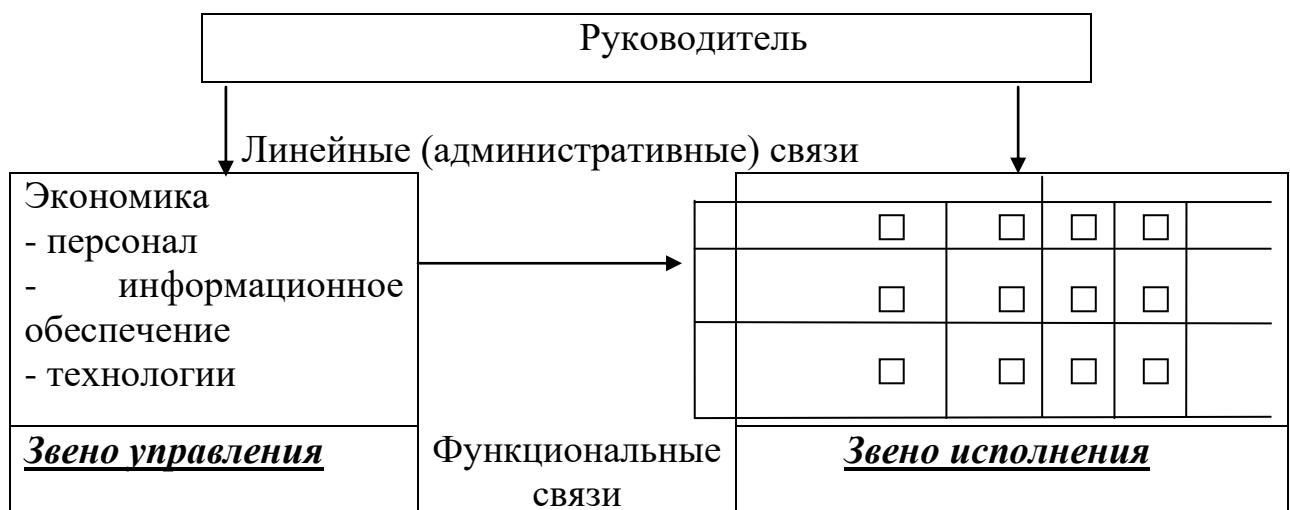 Руководитель
Линейные (административные) связи
Экономика
- персонал
- информационное
обеспечение
- технологии
Звено управления
Функциональные
связи
Звено исполнения